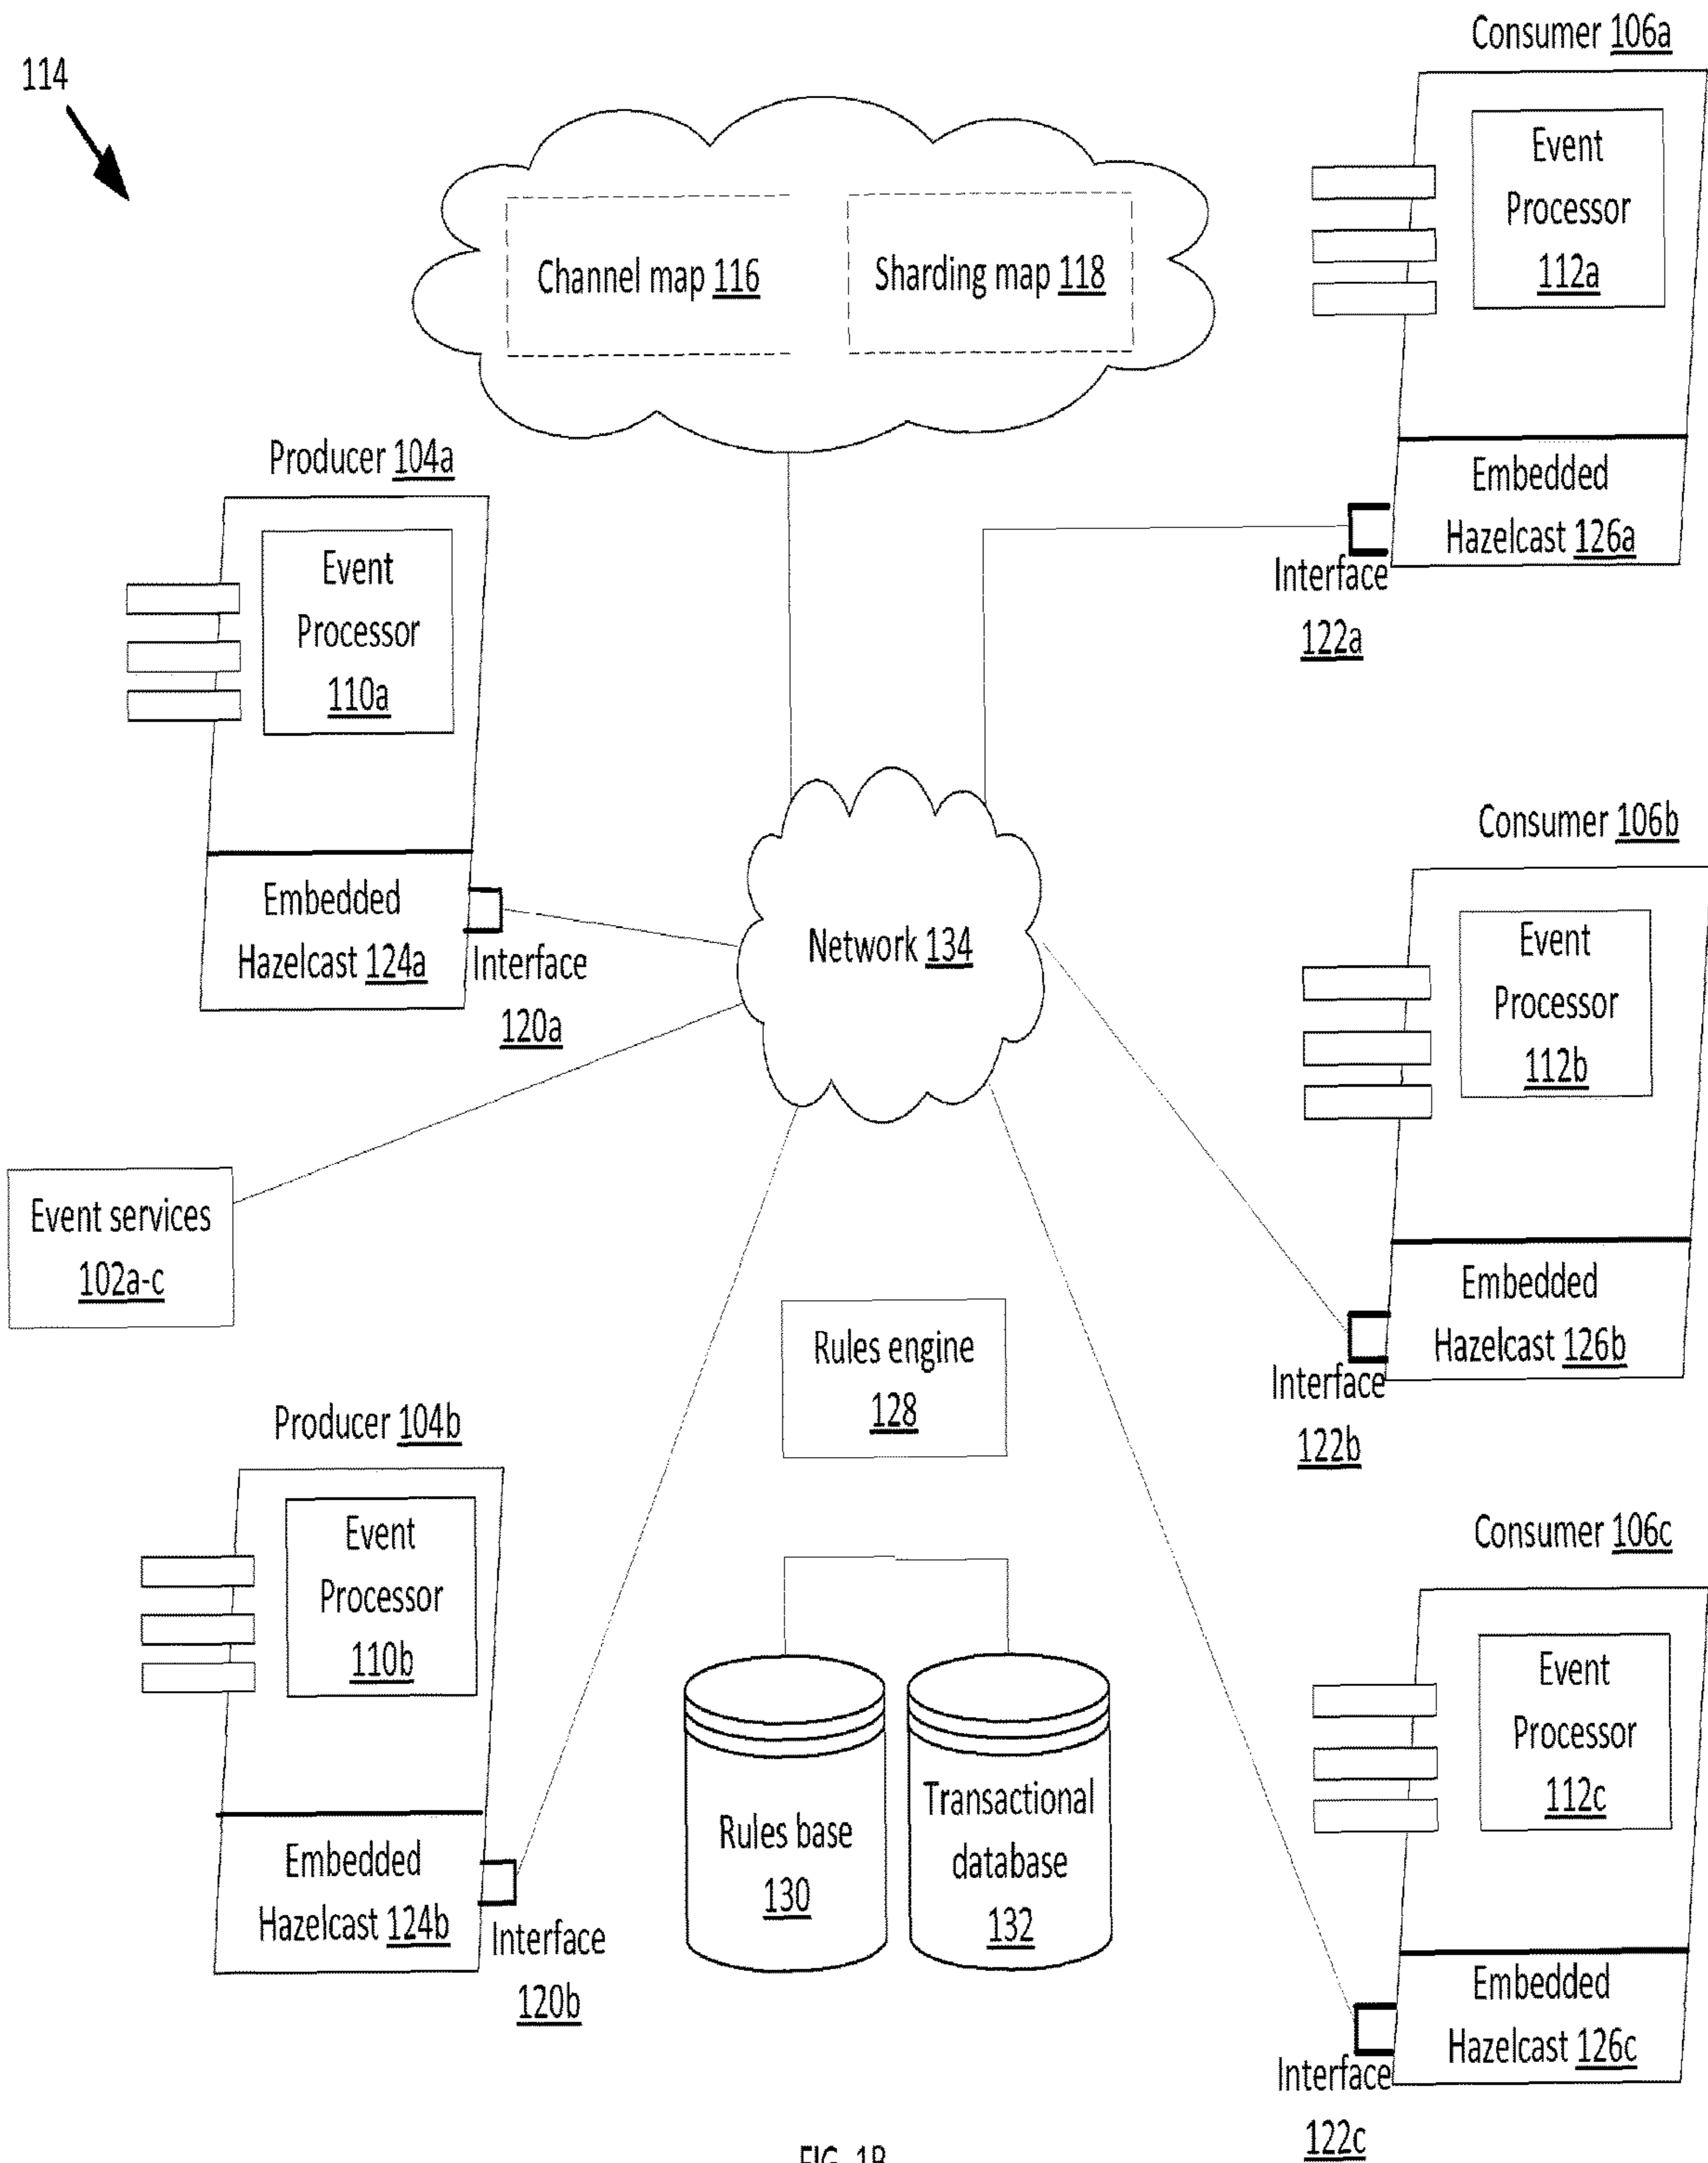 114
Channel map 116
Sharding map 118
Consumer 106a
Event
Processor
112a
Embedded
Hazelcast 126a
Interface
122a
Producer 104a
Event
Processor
110a
Embedded
Hazelcast 124a
Interface
120a
Network 134
Consumer 106b
Event
Processor
112b
Embedded
Hazelcast 126b
Interface
122b
Event services
102a-c
Rules engine
128
Producer 104b
Event
Processor
110b
Embedded
Hazelcast 124b
Interface
120b
Rules base
130
Transactional
database
132
Consumer 106c
Event
Processor
112c
Embedded
Hazelcast 126c
Interface
122c
FIG. 1B